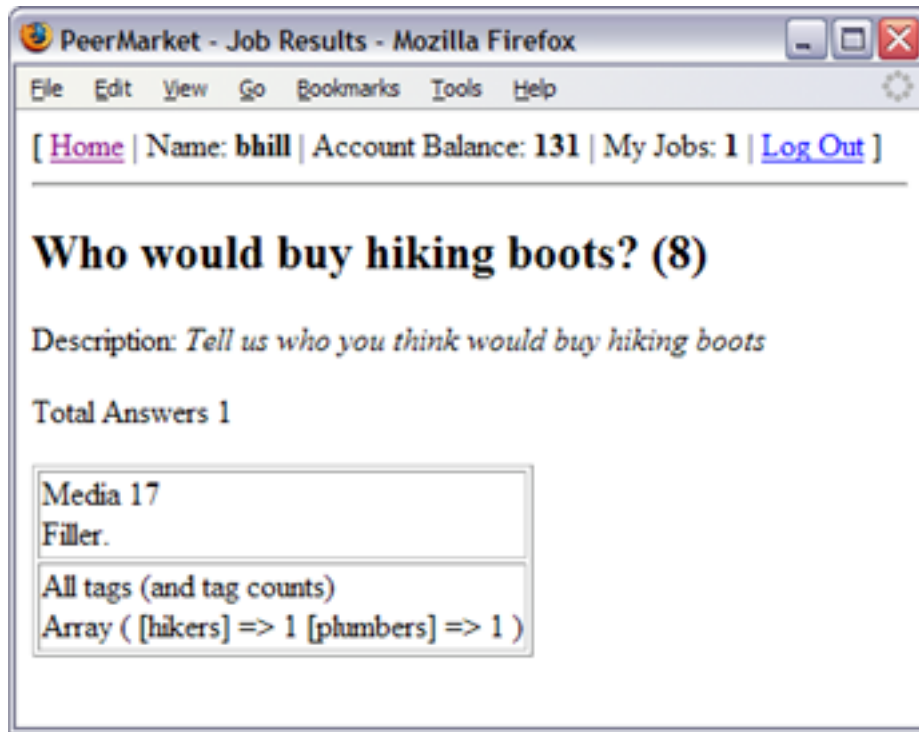 PeerMarket - Job Results - Mozilla Firefox
File Edit View Go Bookmarks Tools Help
[ Home | Name: bhill | Account Balance: 131 | My Jobs: 1 | Log Out ]
Who would buy hiking boots? (8)
Description: Tell us who you think would buy hiking boots
Total Answers 1
Media 17
Filler.
All tags (and tag counts)
Array ( [hikers] => 1 [plumbers] => 1 )